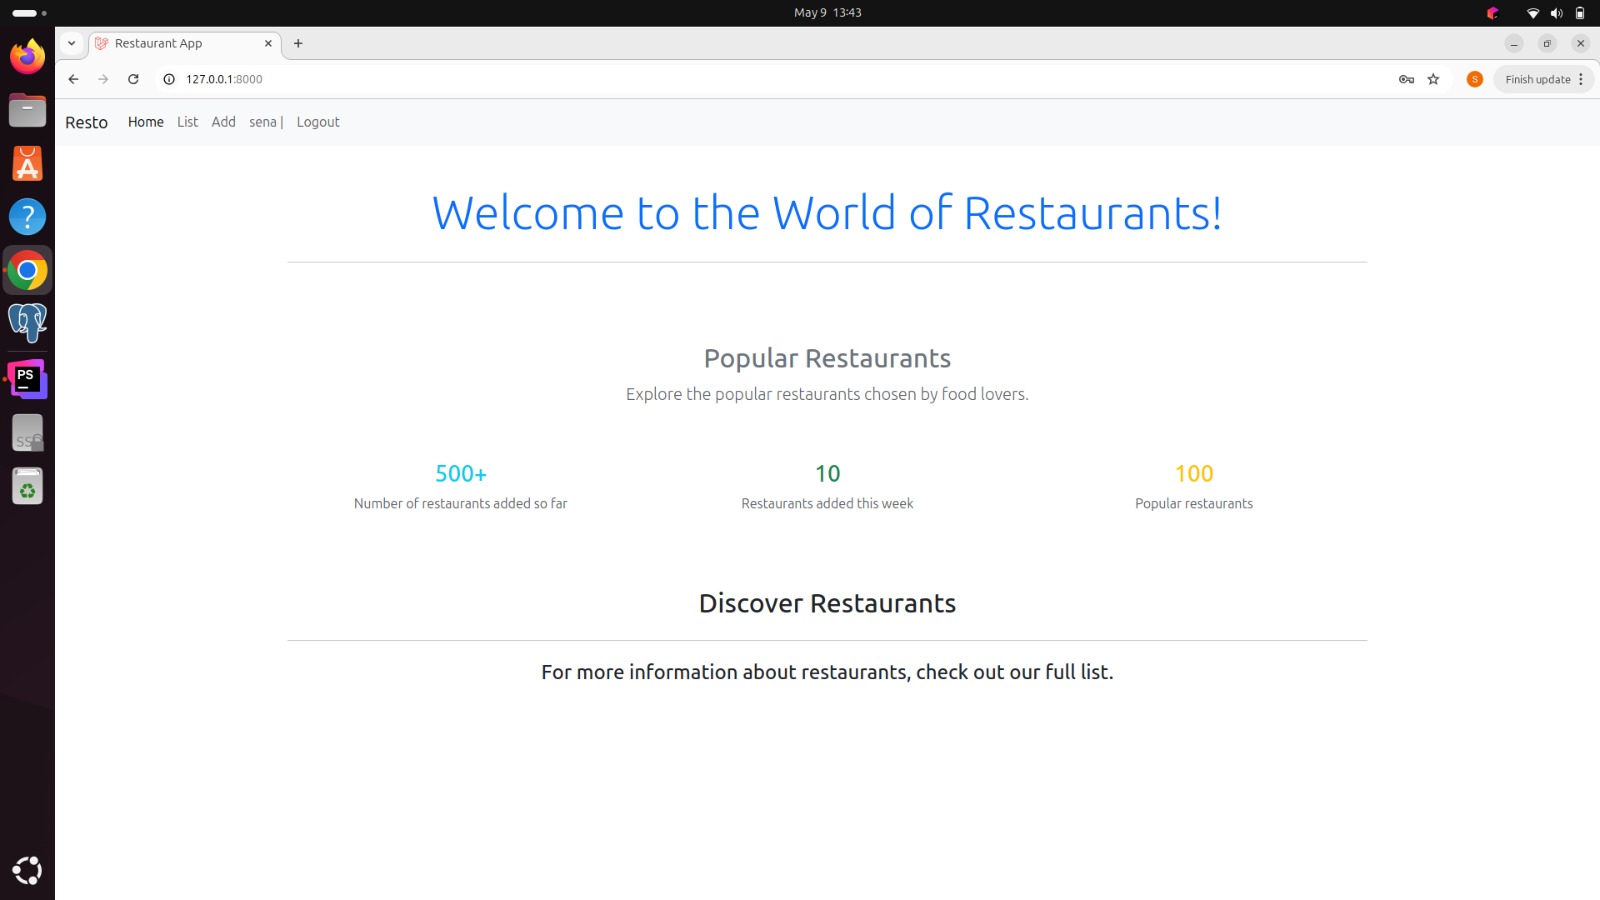 May 9 13:43
Restaurant App
127.0.0.1:8000
S
Finish update
Resto Home List Add sena | Logout
Welcome to the World of Restaurants!
Popular Restaurants
Explore the popular restaurants chosen by food lovers.
500+ 10 100
Number of restaurants added so far Restaurants added this week Popular restaurants
Discover Restaurants
For more information about restaurants, check out our full list.
?
PS